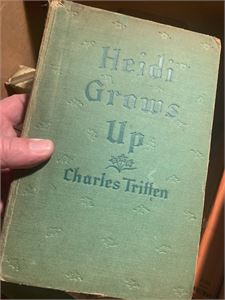 Heidi
Grows
Up
Charles Tritten